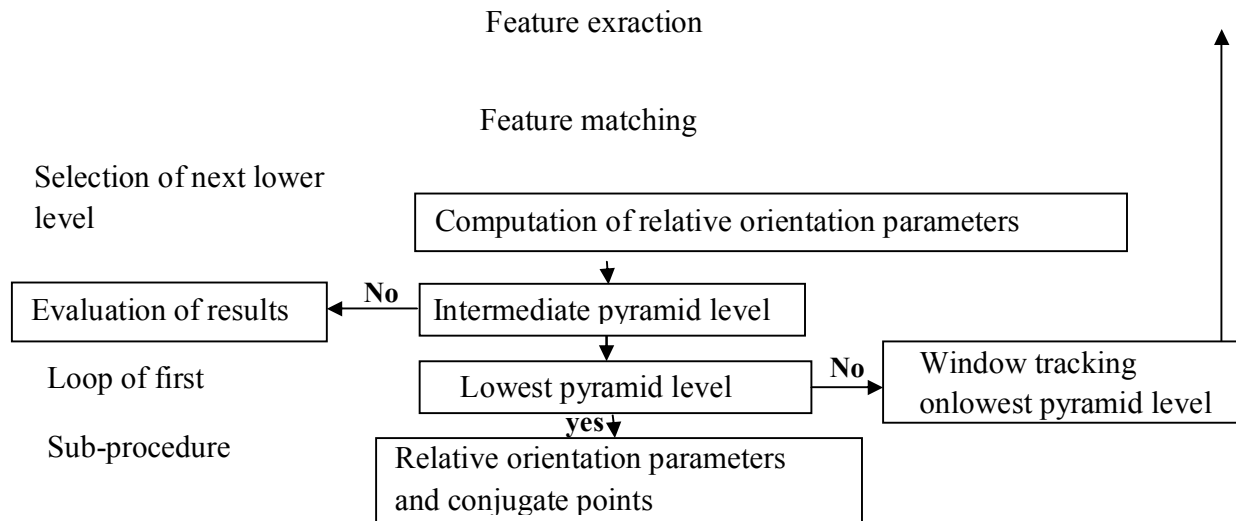 Feature exraction
Feature matching
Selection of next lower
level
Computation of relative orientation parameters
No
Evaluation of results
Intermediate pyramid level
Loop of first
Lowest pyramid level
No
Window tracking
onlowest pyramid level
yes
Sub-procedure
Relative orientation parameters
and conjugate points